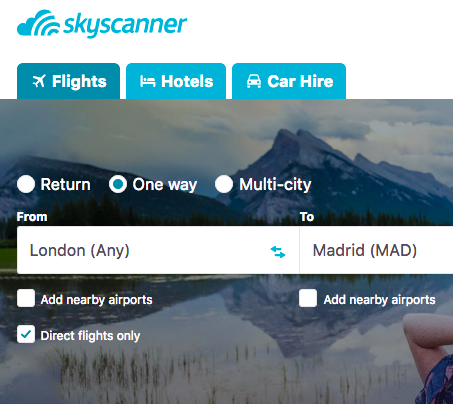 skyscanner
Flights Hotels Car Hire
Return One way Multi-city
From To
London (Any) Madrid (MAD)
Add nearby airports Add nearby airports
Direct flights only